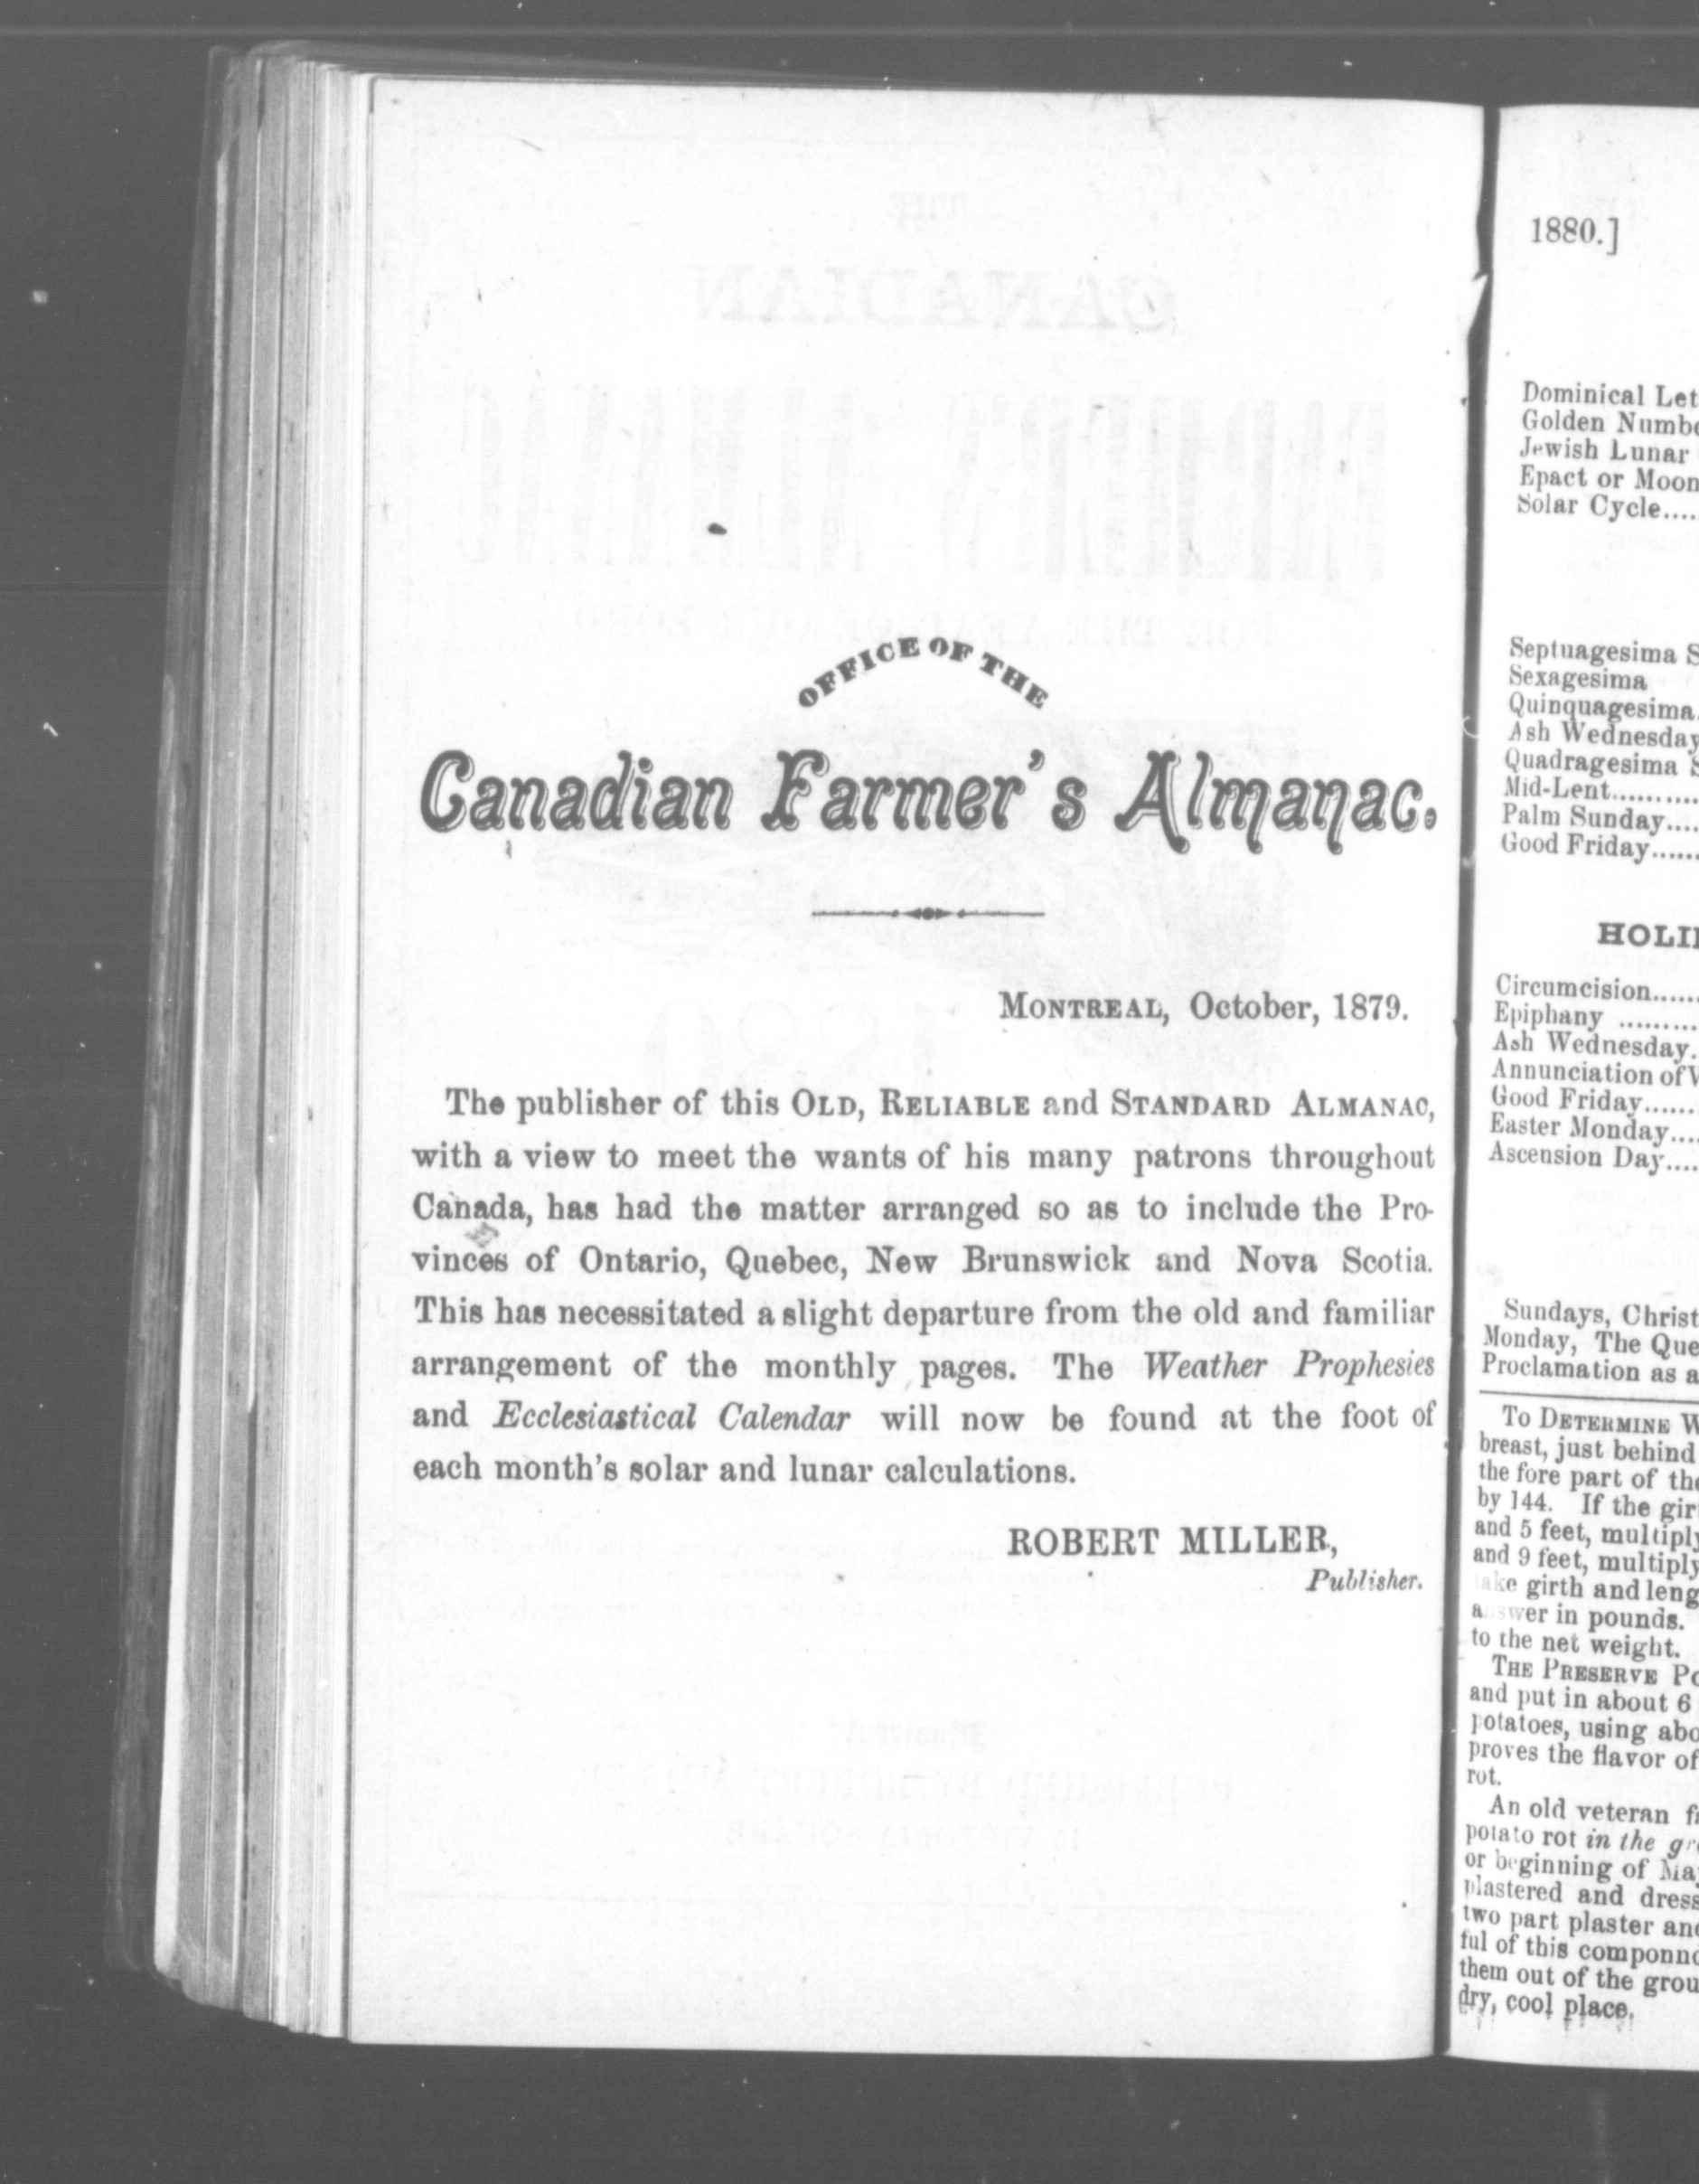 OFFICE OF THE
Canadian Farmer's Almanac.
MONTREAL, October, 1879.
The publisher of this OLD, RELIABLE and STANDARD ALMANAC,
with a view to meet the wants of his many patrons throughout
Canada, has had the matter arranged so as to include the Pro-
vinces of Ontario, Quebec, New Brunswick and Nova Scotia.
This has necessitated a slight departure from the old and familiar
arrangement of the monthly pages. The Weather Prophesies
and Ecclesiastical Calendar will now be found at the foot of
each month's solar and lunar calculations.
ROBERT MILLER,
Publisher.
1880.]
Dominical Let
Golden Numbe
Jewish Lunar
Epact or Moon
Solar Cycle.....
Septuagesima S
Sexagesima
Quinquagesima.
Ash Wednesday
Quadragesima S
Mid-Lent..........
Palm Sunday....
Good Friday......
HOLI
Circumcision......
Epiphany .........
Ash Wednesday.
Annunciation of V
Good Friday......
Easter Monday....
Ascension Day....
Sundays, Christ
Monday, The Que
Proclamation as a
TO DETERMINE W
breast, just behind
the fore part of the
by 144. If the gir
and 5 feet, multiply
and 9 feet, multiply
take girth and leng
answer in pounds.
to the net weight.
THE PRESERVE Po
and put in about 6
potatoes, using abo
proves the flavor of
rot.
An old veteran fa
potato rot in the gro
or beginning of May
plastered and dress
two part plaster and
ful of this componnd
them out of the grou
dry, cool place.